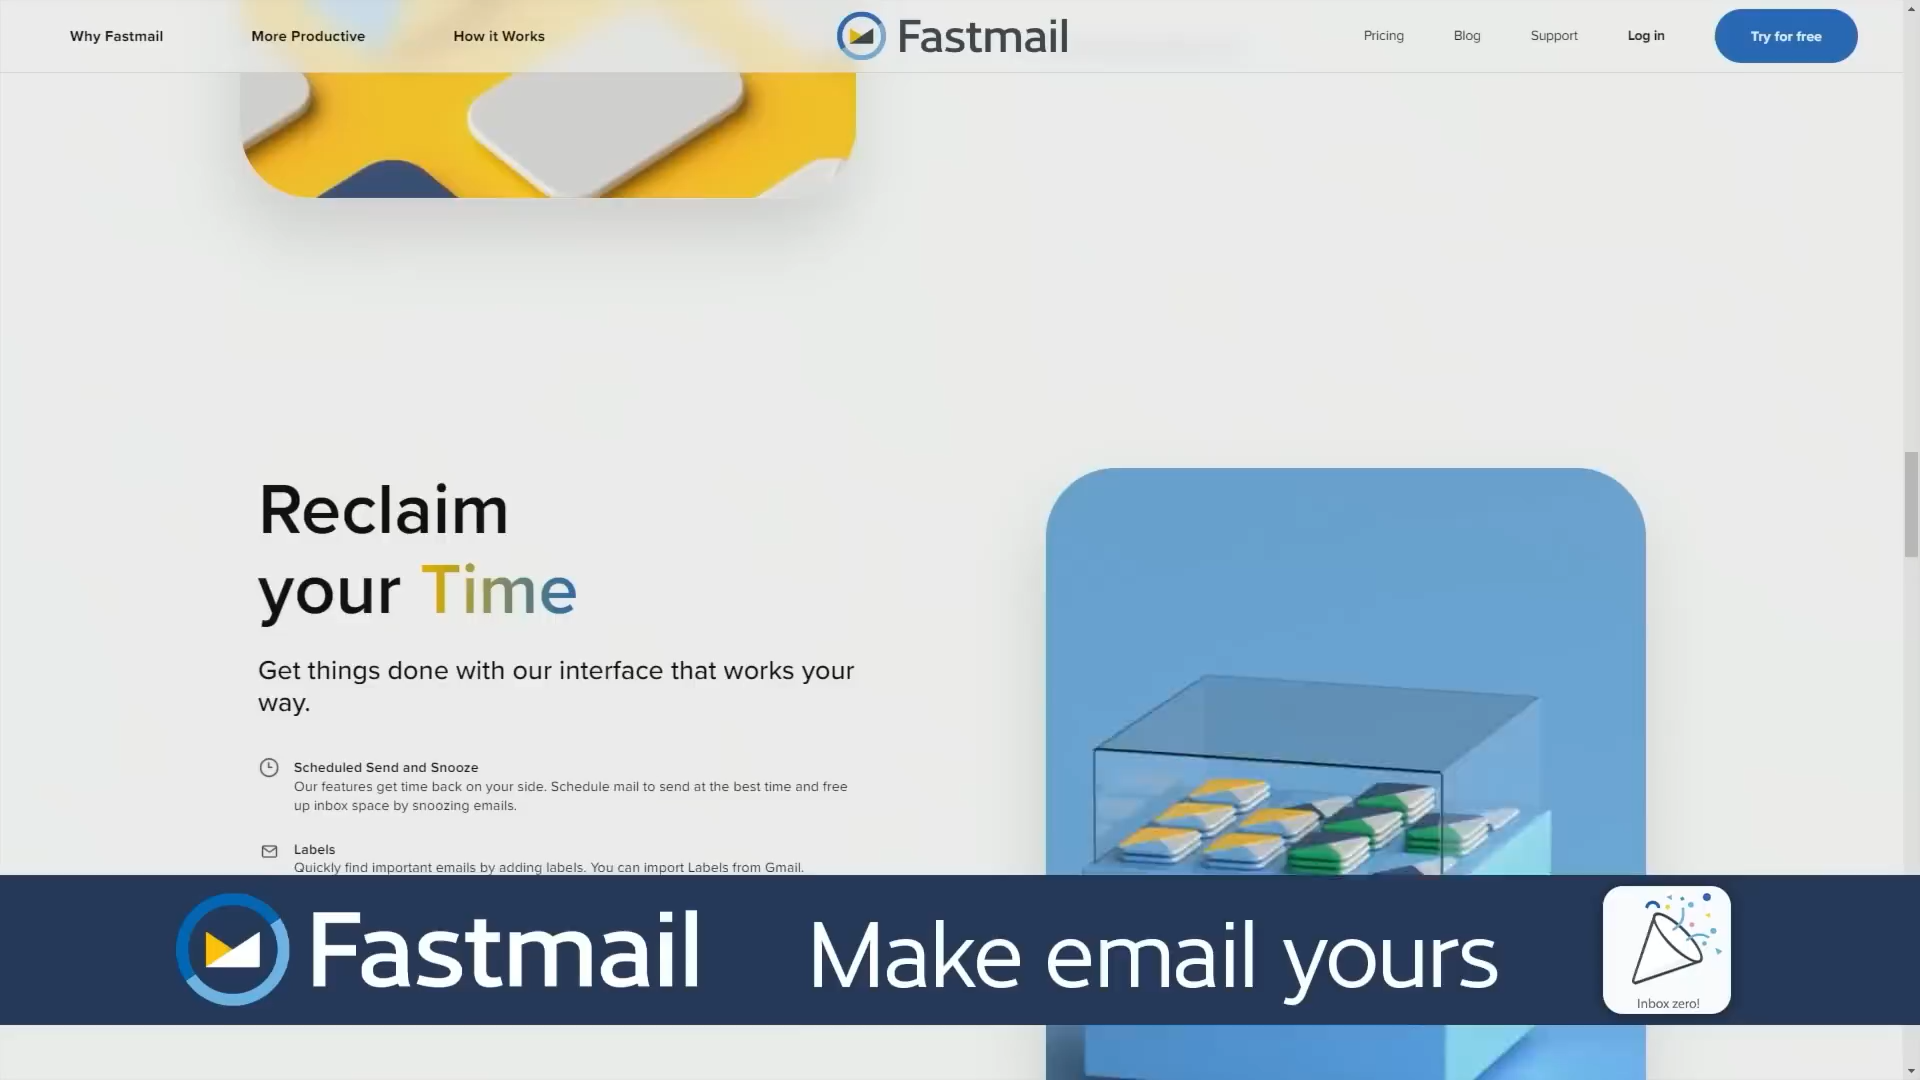 Why Fastmail
More Productive
How it Works
Fastmail
Pricing
Blog
Support
Log in
Try for free
Reclaim
your Time
Get things done with our interface that works your
way.
Scheduled Send and Snooze
Our features get time back on your side. Schedule mail to send at the best time and free
up inbox space by snoozing emails.
Labels
Quickly find important emails by adding labels. You can import Labels from Gmail.
Fastmail
Make email yours
Inbox zero!